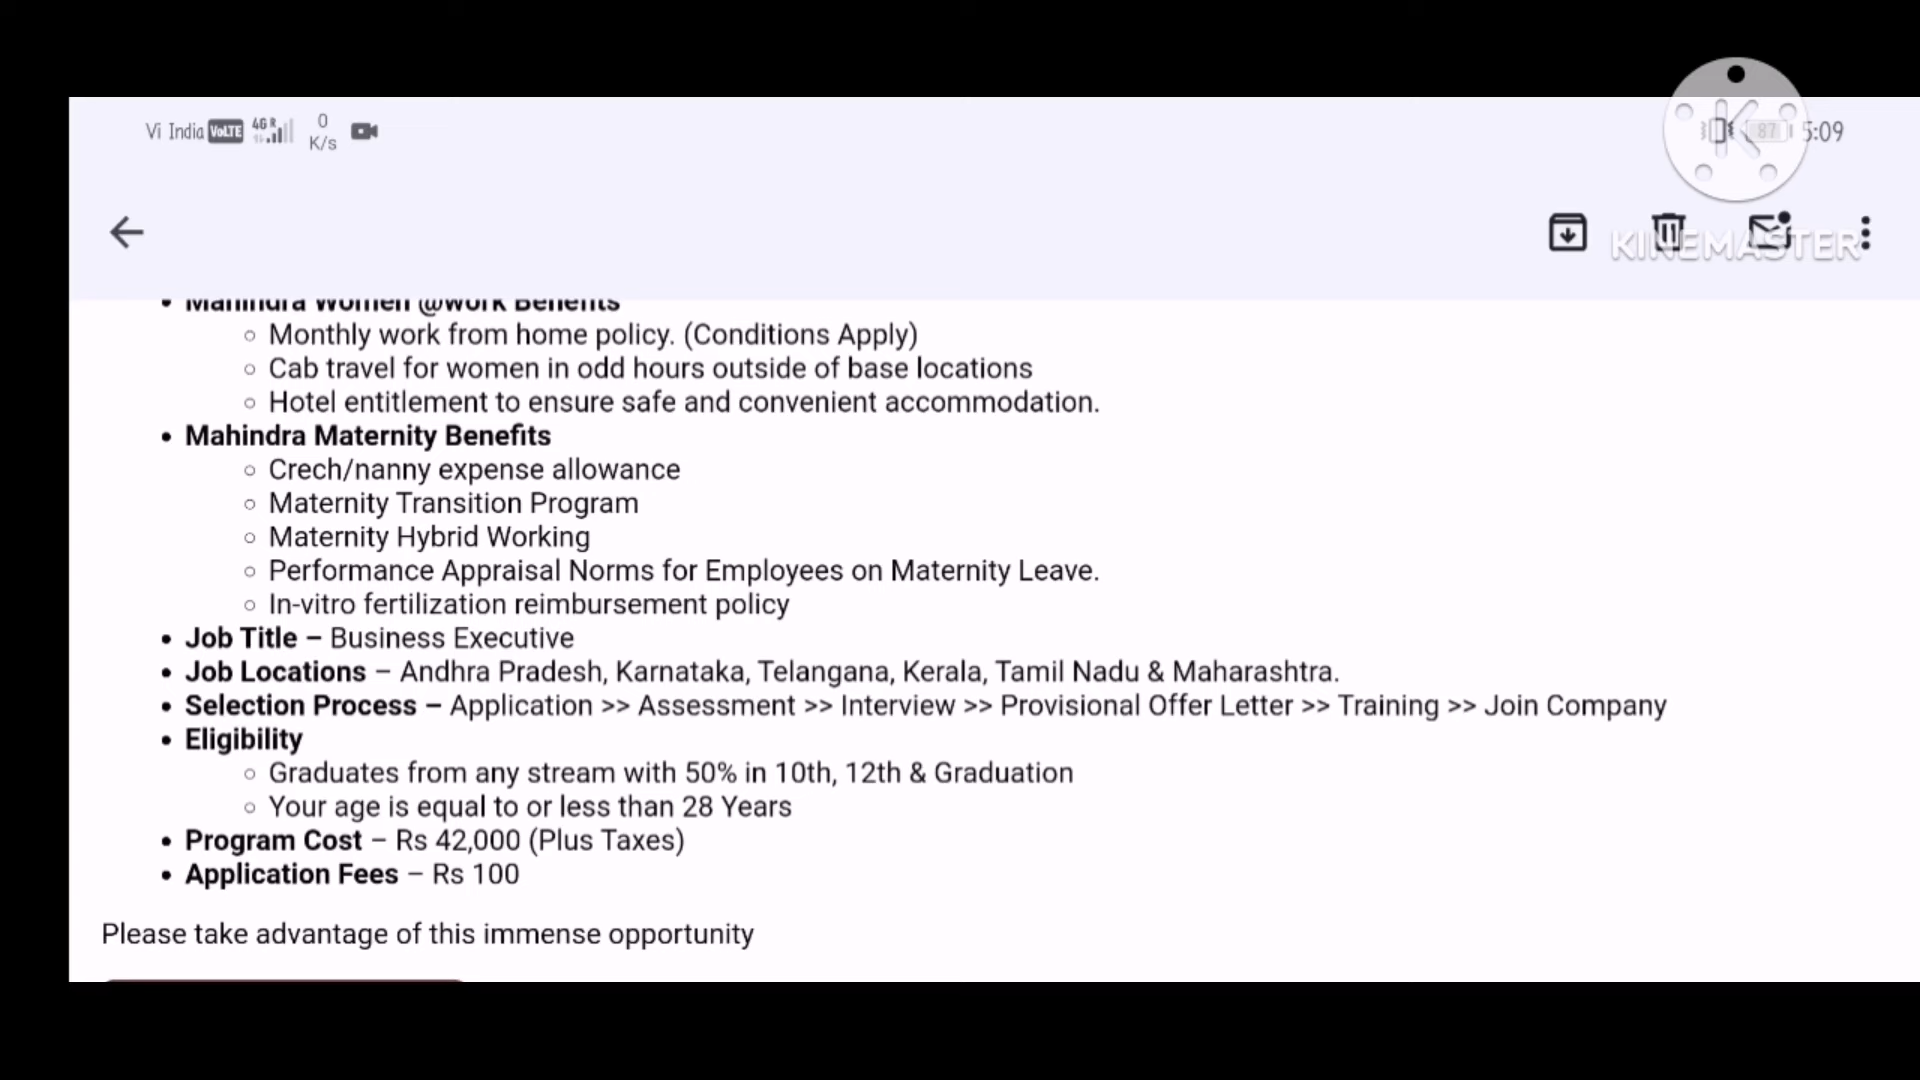 Vi India VoLTE 4G R 0 K/s 87 5:09
KINEMASTER
• Mahindra Women @work Benefits
○ Monthly work from home policy. (Conditions Apply)
○ Cab travel for women in odd hours outside of base locations
○ Hotel entitlement to ensure safe and convenient accommodation.
• Mahindra Maternity Benefits
○ Crech/nanny expense allowance
○ Maternity Transition Program
○ Maternity Hybrid Working
○ Performance Appraisal Norms for Employees on Maternity Leave.
○ In-vitro fertilization reimbursement policy
• Job Title – Business Executive
• Job Locations – Andhra Pradesh, Karnataka, Telangana, Kerala, Tamil Nadu & Maharashtra.
• Selection Process – Application >> Assessment >> Interview >> Provisional Offer Letter >> Training >> Join Company
• Eligibility
○ Graduates from any stream with 50% in 10th, 12th & Graduation
○ Your age is equal to or less than 28 Years
• Program Cost – Rs 42,000 (Plus Taxes)
• Application Fees – Rs 100
Please take advantage of this immense opportunity